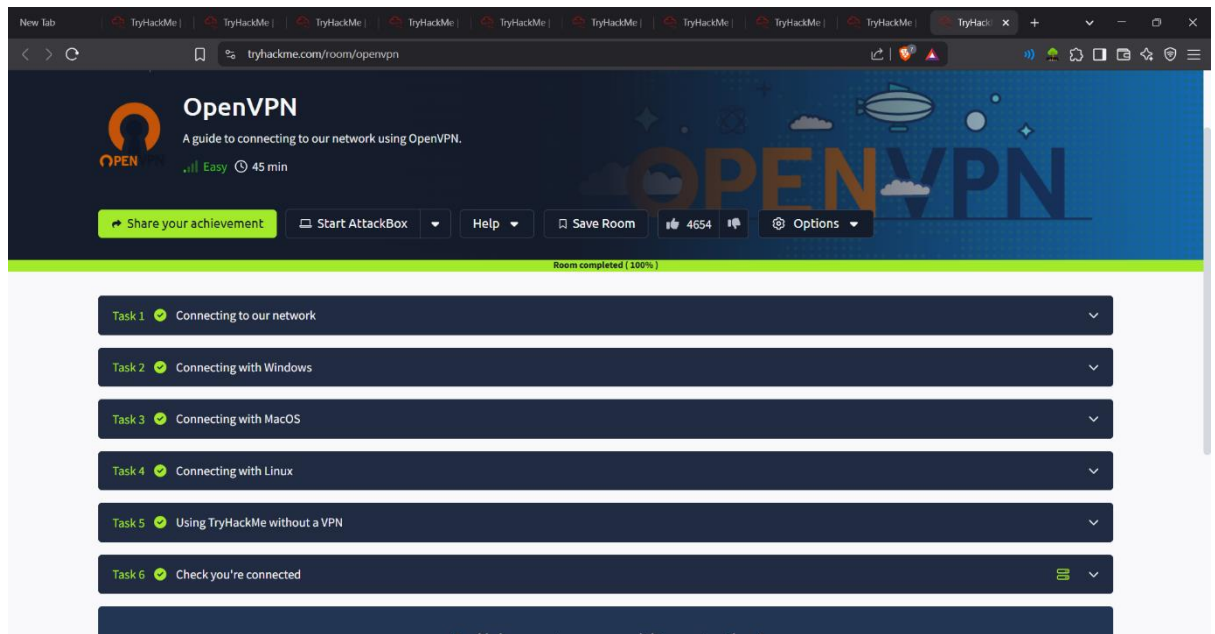 New Tab TryHackMe | TryHackMe | TryHackMe | TryHackMe | TryHackMe | TryHackMe | TryHackMe | TryHackMe | TryHackMe | TryHack
tryhackme.com/room/openvpn
OpenVPN
A guide to connecting to our network using OpenVPN.
OPEN
Easy 45 min
OPENVPN
Share your achievement Start AttackBox Help Save Room 4654 Options
Room completed ( 100% )
Task 1 Connecting to our network
Task 2 Connecting with Windows
Task 3 Connecting with MacOS
Task 4 Connecting with Linux
Task 5 Using TryHackMe without a VPN
Task 6 Check you're connected